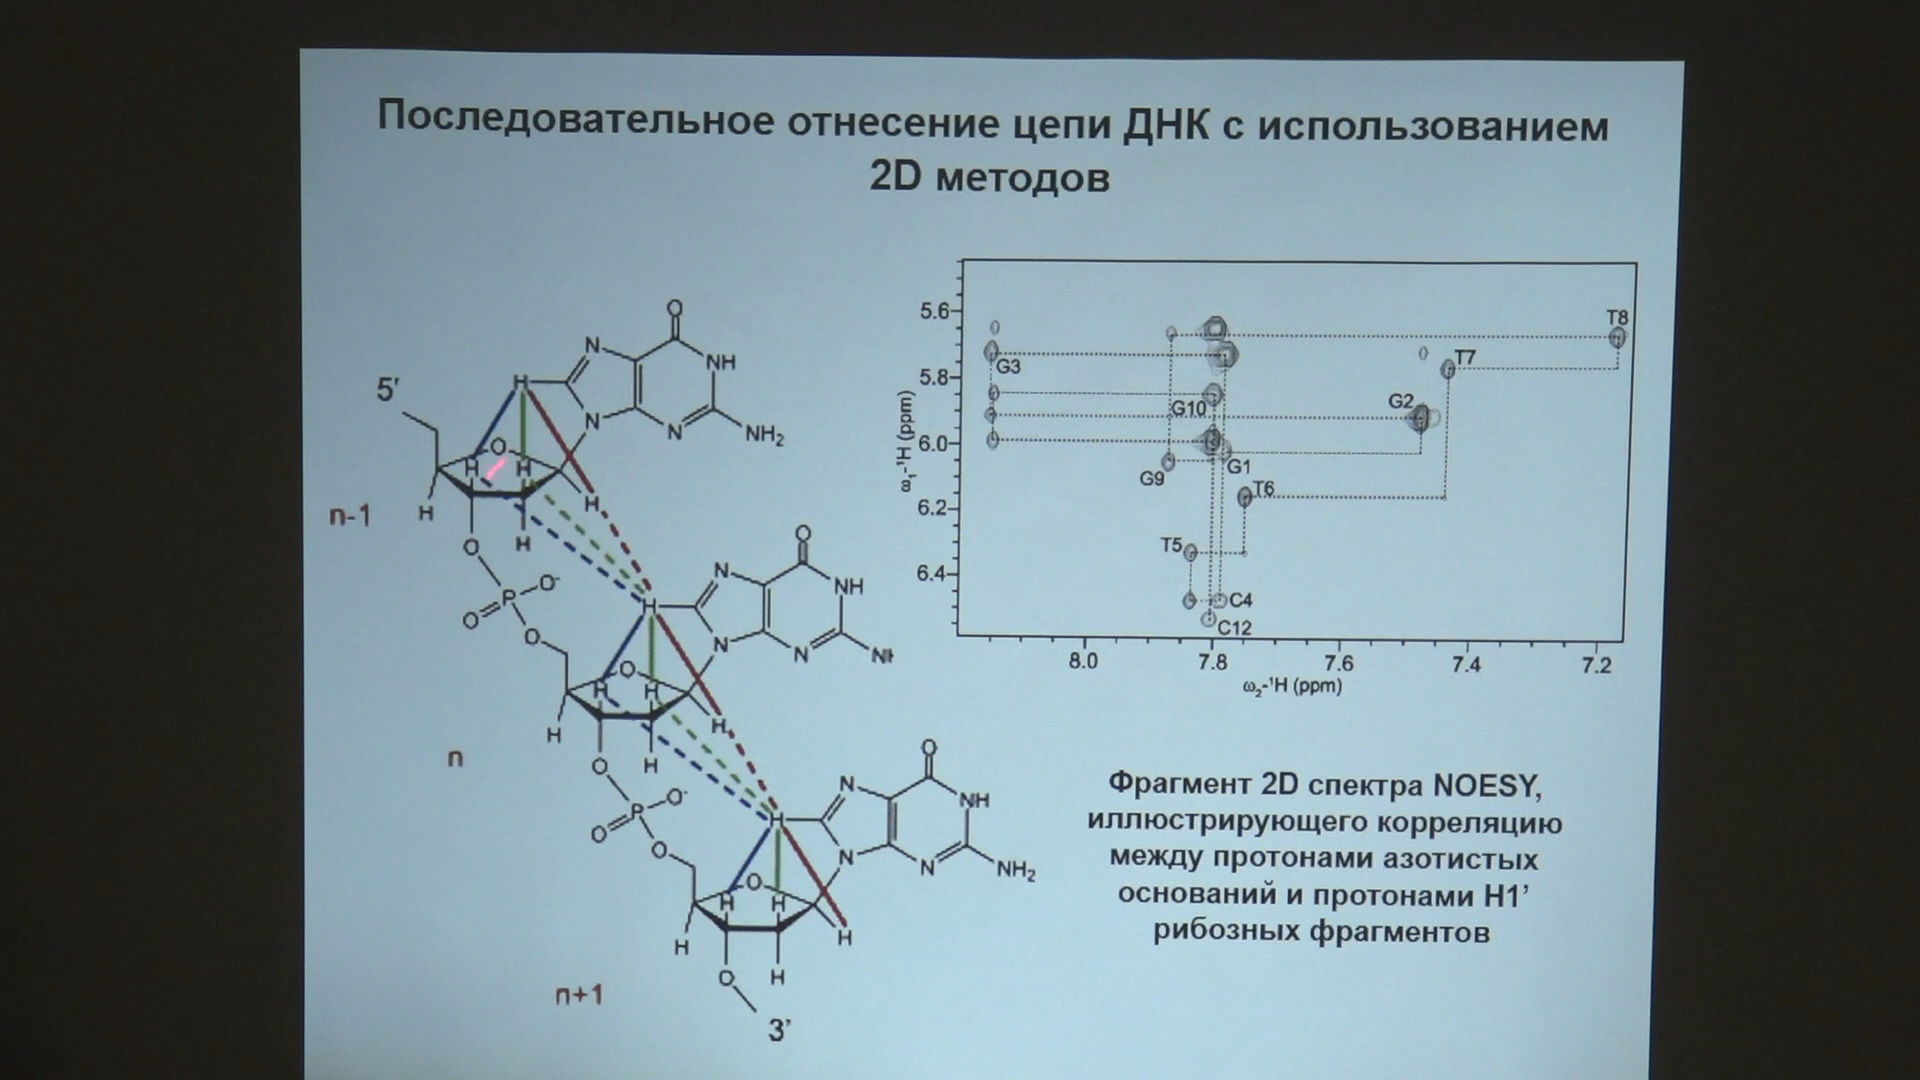 Последовательное отнесение цепи ДНК с использованием
2D методов
5'
n-1
n
n+1
3'
O
N
NH
H
N
N
NH₂
O
H
H
H
H
H
O
P
O⁻
O
O
O
N
NH
H
N
N
NH
O
H
H
H
H
H
O
P
O⁻
O
O
O
N
NH
H
N
N
NH₂
O
H
H
H
H
H
O
5.6
5.8
6.0
6.2
6.4
ω₁-¹H (ppm)
T8
T7
G3
G2
G10
G1
G9
T6
T5
C4
C12
8.0 7.8 7.6 7.4 7.2
ω₂-¹H (ppm)
Фрагмент 2D спектра NOESY,
иллюстрирующего корреляцию
между протонами азотистых
оснований и протонами H1’
рибозных фрагментов